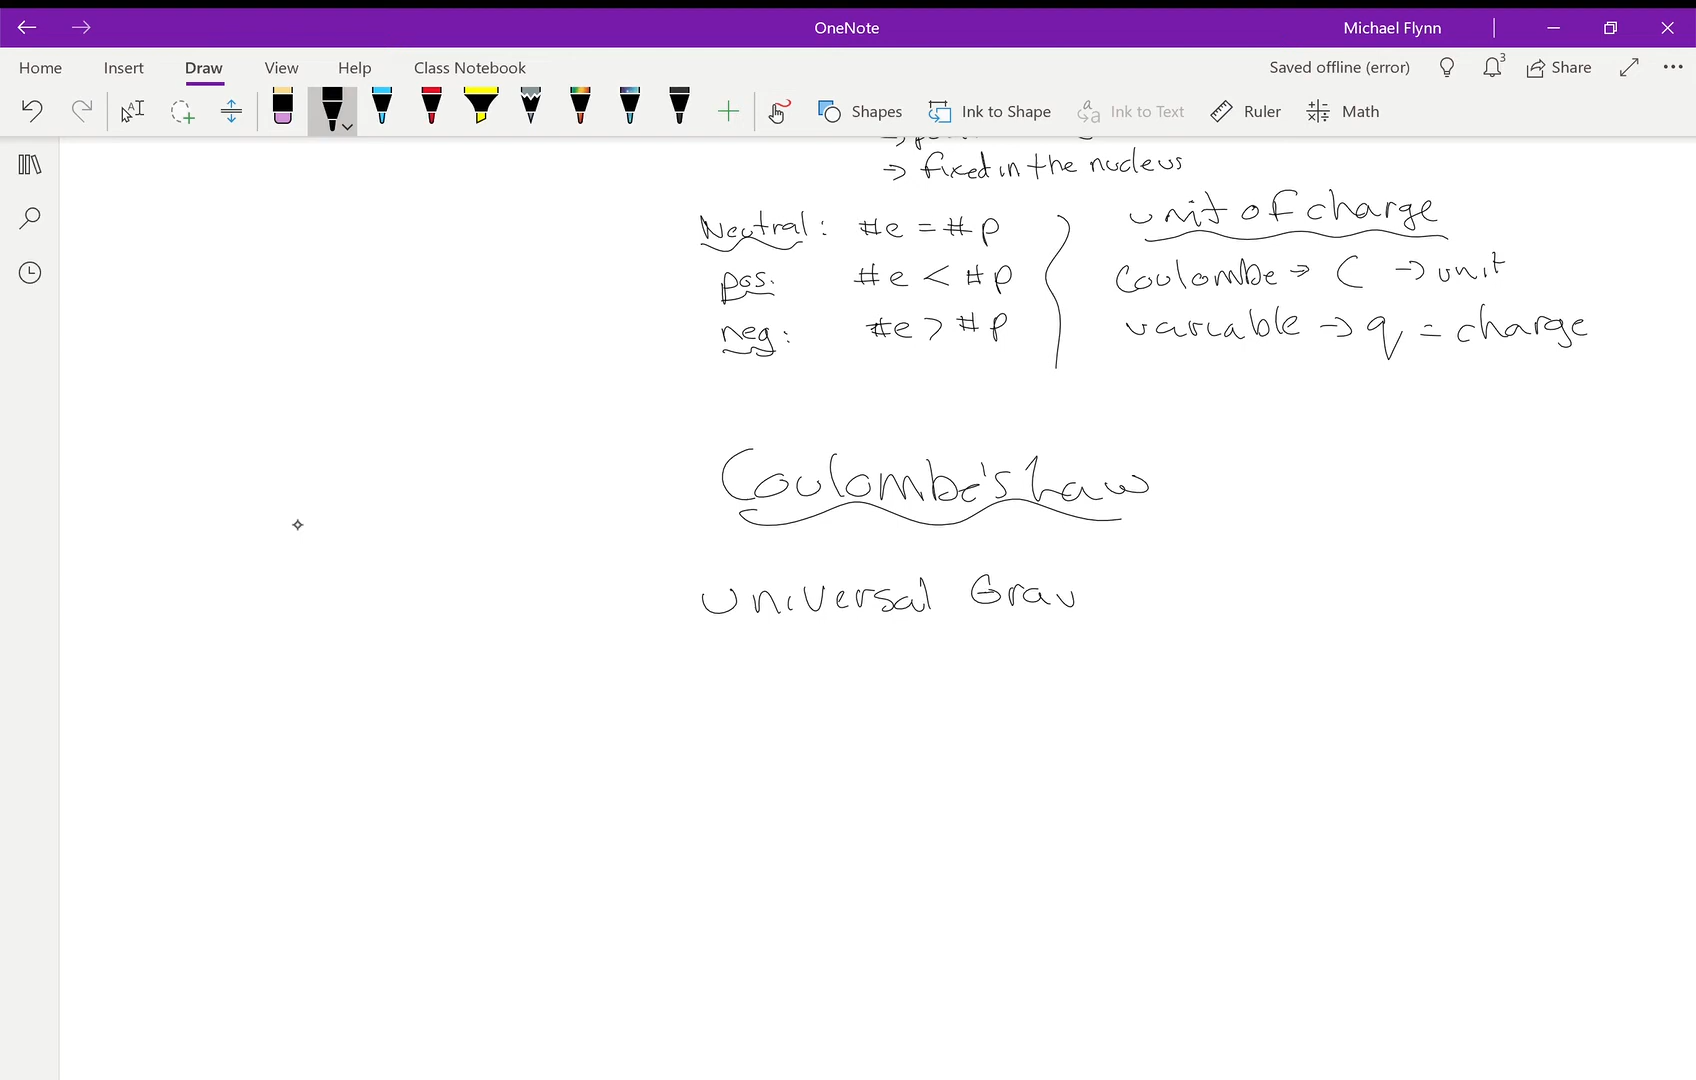 OneNote
Michael Flynn
Home Insert Draw View Help Class Notebook
Saved offline (error)
3
Share
Shapes
Ink to Shape
Ink to Text
Ruler
Math
→ fixed in the nucleus
Neutral: #e = #p
pos: #e < #p
neg: #e > #p
unit of charge
Coulombe → C → unit
variable → q = charge
Coulombe's Law
Universal Grav